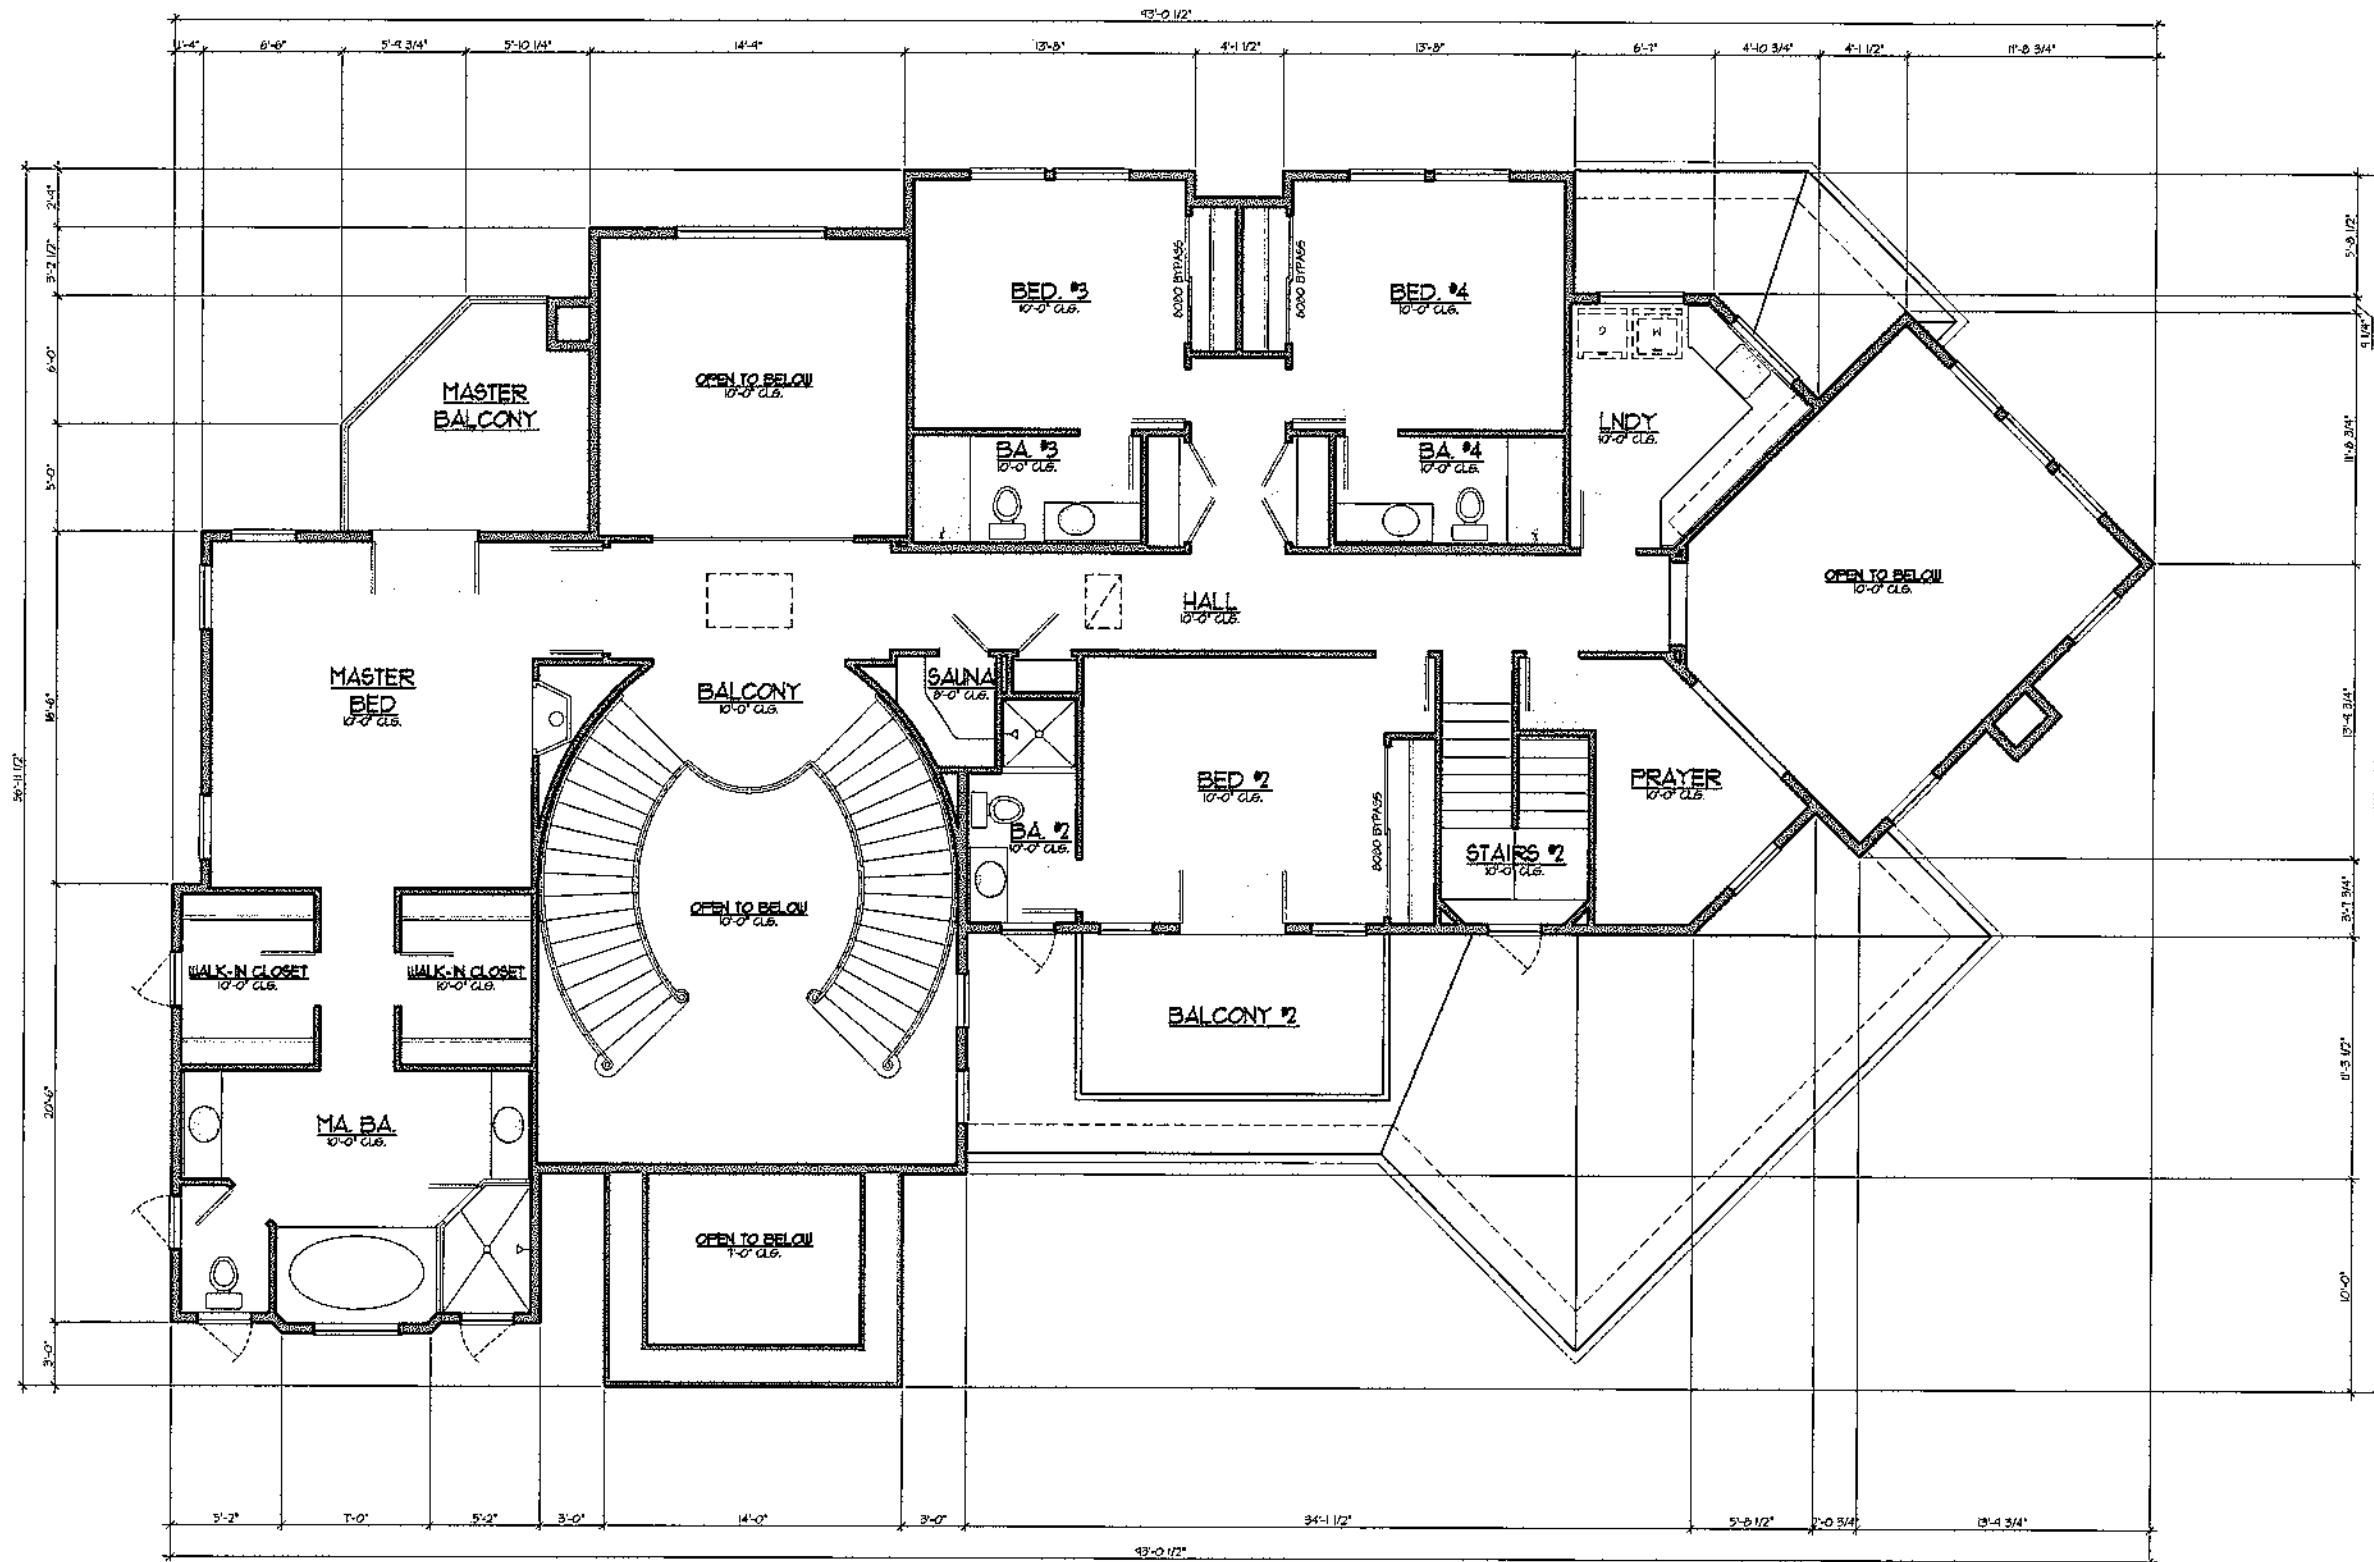 93'-0 1/2"
1'-4" 6'-6" 5'-9 3/4" 5'-10 1/4" 14'-9" 13'-8" 4'-1 1/2" 13'-8" 6'-7" 4'-10 3/4" 4'-1 1/2" 11'-8 3/4"
2'-4"
3'-2 1/2"
6'-0"
5'-0"
16'-6"
56'-11 1/2"
20'-6"
3'-0"
5'-8 1/2"
9 1/4"
11'-8 3/4"
13'-4 3/4"
3'-7 3/4"
11'-3 1/2"
10'-0"
BED. #3
10'-0" CLG.
8080 BYPASS
8080 BYPASS
BED. #4
10'-0" CLG.
D
W
MASTER
BALCONY
OPEN TO BELOW
10'-0" CLG.
LNDY
10'-0" CLG.
BA. #3
10'-0" CLG.
BA. #4
10'-0" CLG.
OPEN TO BELOW
10'-0" CLG.
HALL
10'-0" CLG.
MASTER
BED
10'-0" CLG.
BALCONY
10'-0" CLG.
SAUNA
8'-0" CLG.
BED #2
10'-0" CLG.
8080 BYPASS
PRAYER
10'-0" CLG.
BA. #2
10'-0" CLG.
STAIRS #2
10'-0" CLG.
OPEN TO BELOW
10'-0" CLG.
WALK-IN CLOSET
10'-0" CLG.
WALK-IN CLOSET
10'-0" CLG.
BALCONY #2
MA. BA.
10'-0" CLG.
OPEN TO BELOW
7'-0" CLG.
5'-2" 7'-0" 5'-2" 3'-0" 14'-0" 3'-0" 34'-1 1/2" 5'-8 1/2" 2'-0 3/4" 13'-4 3/4"
93'-0 1/2"